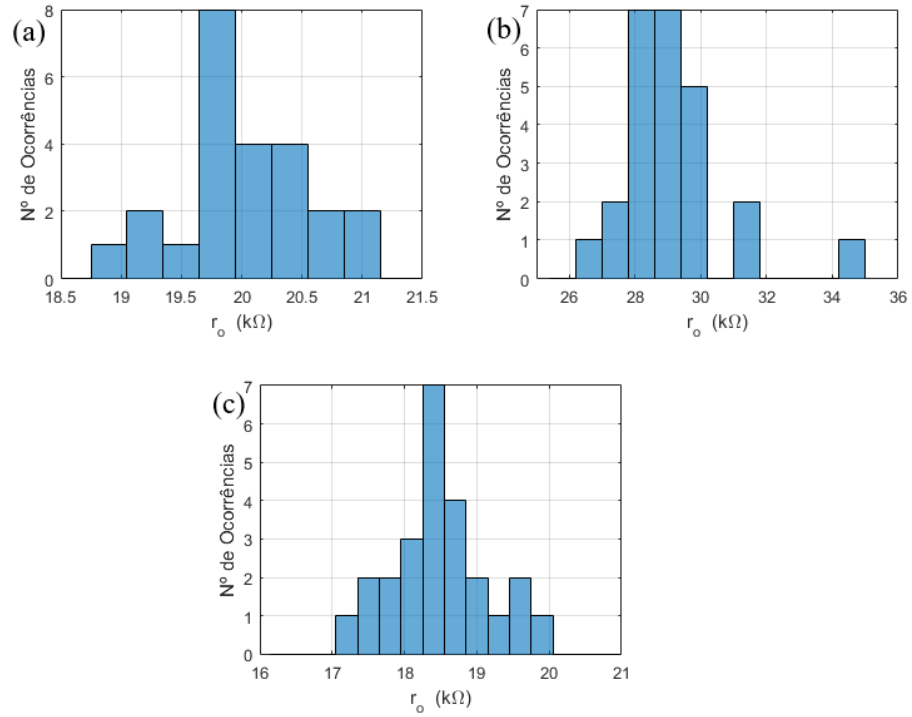 (a)
Nº de Ocorrências
8
6
4
2
0
18.5 19 19.5 20 20.5 21 21.5
r_o (kΩ)
(b)
Nº de Ocorrências
7
6
5
4
3
2
1
0
26 28 30 32 34 36
r_o (kΩ)
(c)
Nº de Ocorrências
7
6
5
4
3
2
1
0
16 17 18 19 20 21
r_o (kΩ)